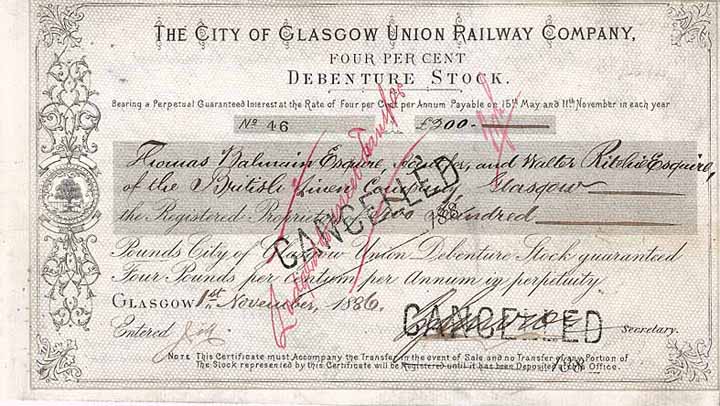 THE CITY OF GLASGOW UNION RAILWAY COMPANY,
FOUR PER CENT
DEBENTURE STOCK.
Bearing a Perpetual Guaranteed Interest at the Rate of Four per Cent per Annum Payable on 15th May and 11th November in each year
No 46 £200
Thomas Balmain Esquire, and Walter Ritchie Esquire,
of the British Linen Company, Glasgow
the Registered Proprietors of Two Hundred
Pounds City of Glasgow Union Debenture Stock guaranteed
Four Pounds per Centum per Annum in perpetuity.
GLASGOW 1st November, 1886.
CANCELLED
CANCELLED
Entered Secretary.
NOTE This Certificate must Accompany the Transfer in the event of Sale and no Transfer of any Portion of
The Stock represented by this Certificate will be Registered until it has been Deposited at this Office.